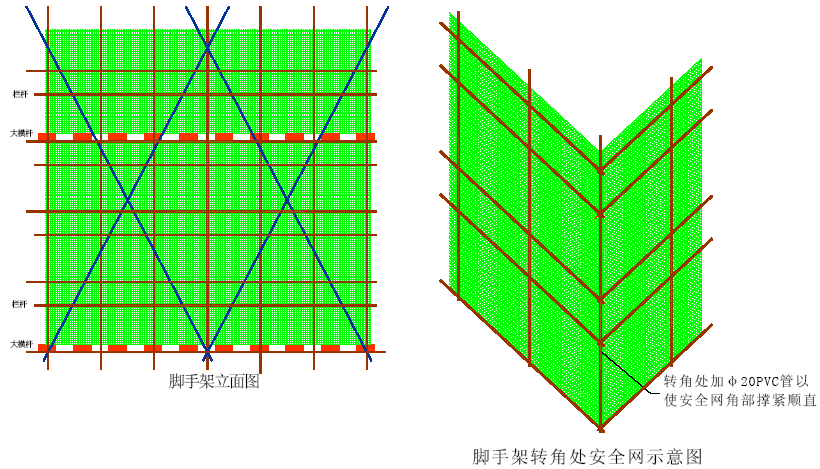 栏杆
大横杆
栏杆
大横杆
脚手架立面图
转角处加φ20PVC管以
使安全网角部撑紧顺直
脚手架转角处安全网示意图